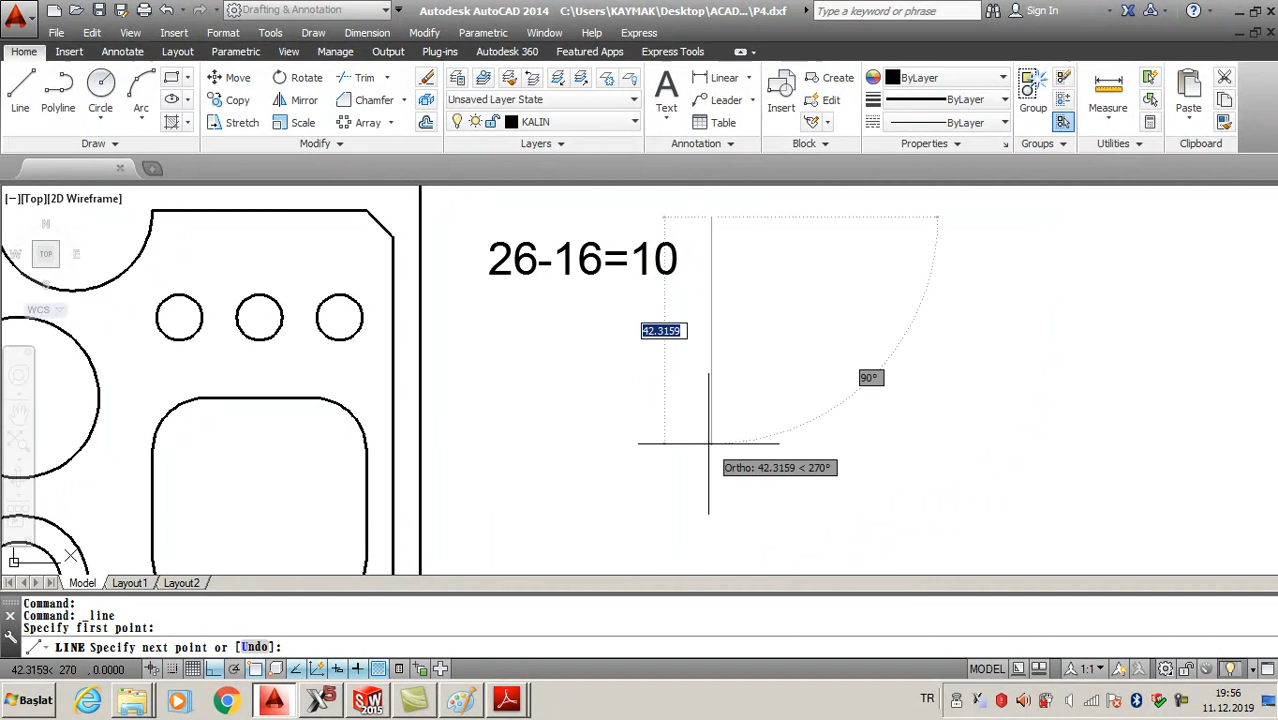 Drafting & Annotation
Autodesk AutoCAD 2014 C:\Users\KAYMAK\Desktop\ACAD...\P4.dxf
Type a keyword or phrase
Sign In
File Edit View Insert Format Tools Draw Dimension Modify Parametric Window Help Express
Home Insert Annotate Layout Parametric View Manage Output Plug-ins Autodesk 360 Featured Apps Express Tools
Line Polyline Circle Arc
Move Rotate Trim
Copy Mirror Chamfer
Stretch Scale Array
Unsaved Layer State
KALIN
Text
Linear
Leader
Table
Insert
Create
Edit
ByLayer
ByLayer
ByLayer
Group
Measure
Paste
Draw Modify Layers Annotation Block Properties Groups Utilities Clipboard
[−][Top][2D Wireframe]
N
W TOP E
S
WCS
26-16=10
42.3159
90°
Ortho: 42.3159 < 270°
Model Layout1 Layout2
Command:
Command: _line
Specify first point:
LINE Specify next point or [Undo]:
42.3159< 270 , 0.0000
MODEL
1:1
Başlat
TR
19:56
11.12.2019